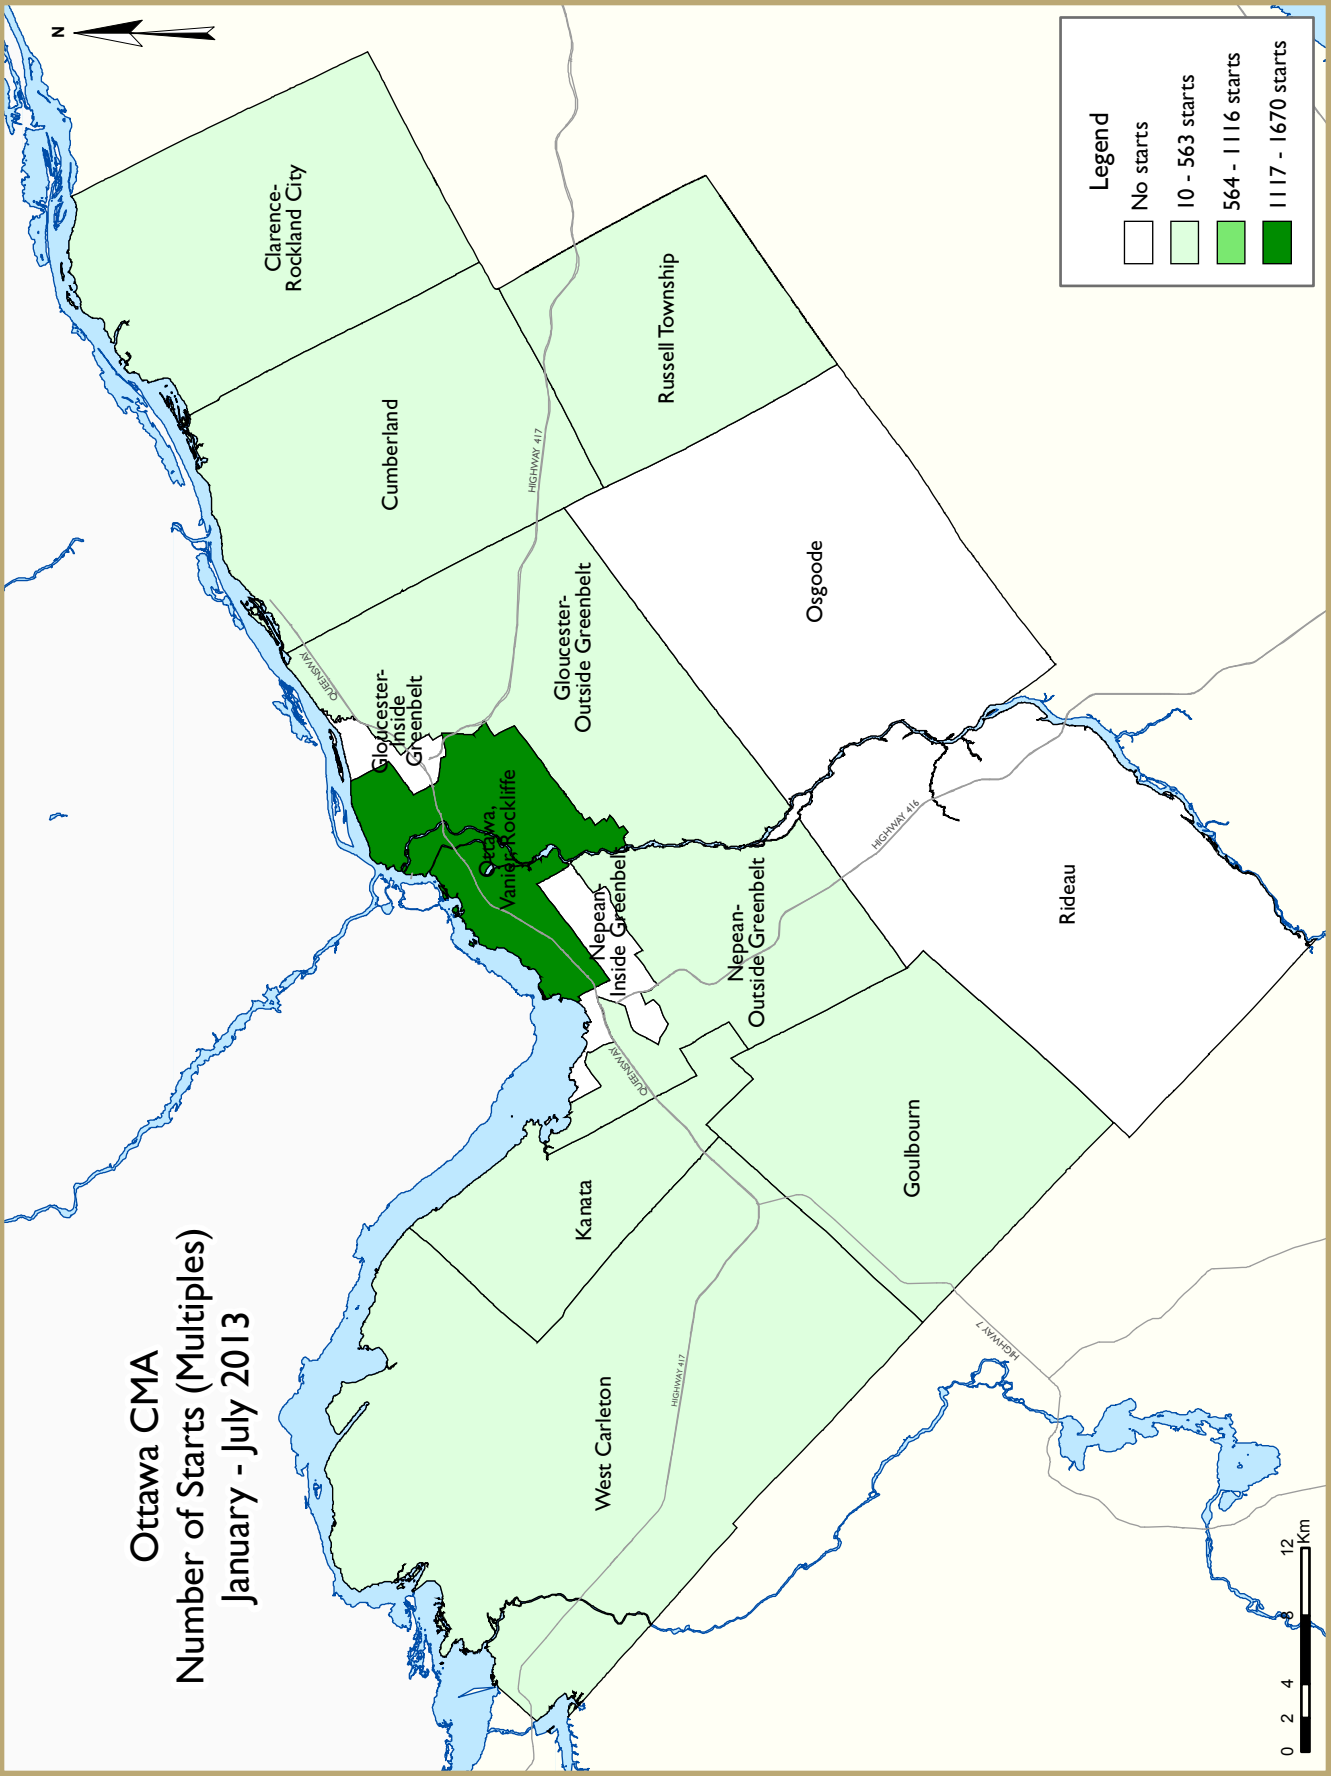 Ottawa CMA
Number of Starts (Multiples)
January - July 2013
N
Clarence-
Rockland City
Cumberland
Russell Township
HIGHWAY 417
Osgoode
Gloucester-
Outside Greenbelt
QUEENSWAY
Gloucester-
Inside
Greenbelt
Ottawa,
Vanier, Rockliffe
Nepean-
Inside Greenbelt
Nepean-
Outside Greenbelt
HIGHWAY 416
Rideau
QUEENSWAY
Kanata
Goulbourn
West Carleton
HIGHWAY 417
HIGHWAY 7
Legend
No starts
10 - 563 starts
564 - 1116 starts
1117 - 1670 starts
0 2 4 8 12
Km